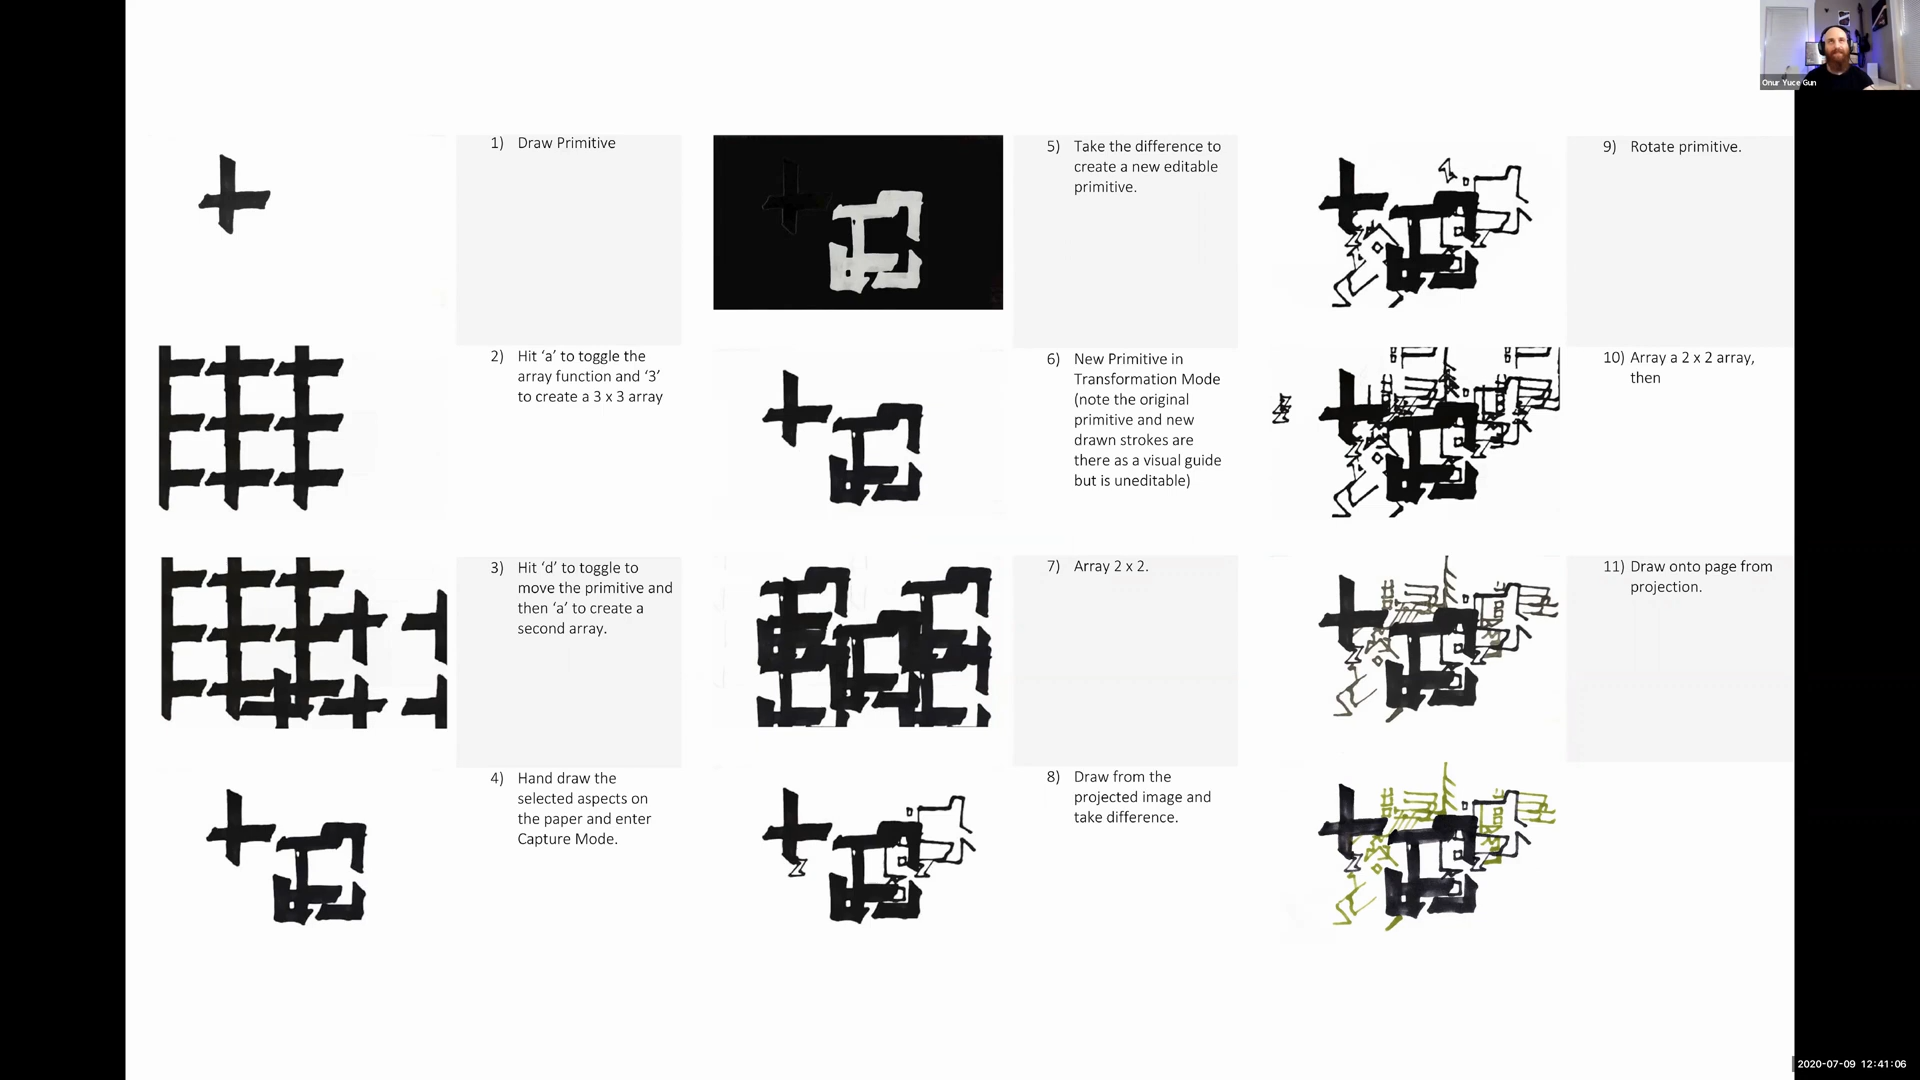 1) Draw Primitive
2) Hit ‘a’ to toggle the
array function and ‘3’
to create a 3 x 3 array
3) Hit ‘d’ to toggle to
move the primitive and
then ‘a’ to create a
second array.
4) Hand draw the
selected aspects on
the paper and enter
Capture Mode.
5) Take the difference to
create a new editable
primitive.
6) New Primitive in
Transformation Mode
(note the original
primitive and new
drawn strokes are
there as a visual guide
but is uneditable)
7) Array 2 x 2.
8) Draw from the
projected image and
take difference.
9) Rotate primitive.
10) Array a 2 x 2 array,
then
11) Draw onto page from
projection.
Onur Yuce Gun
2020-07-09 12:41:06